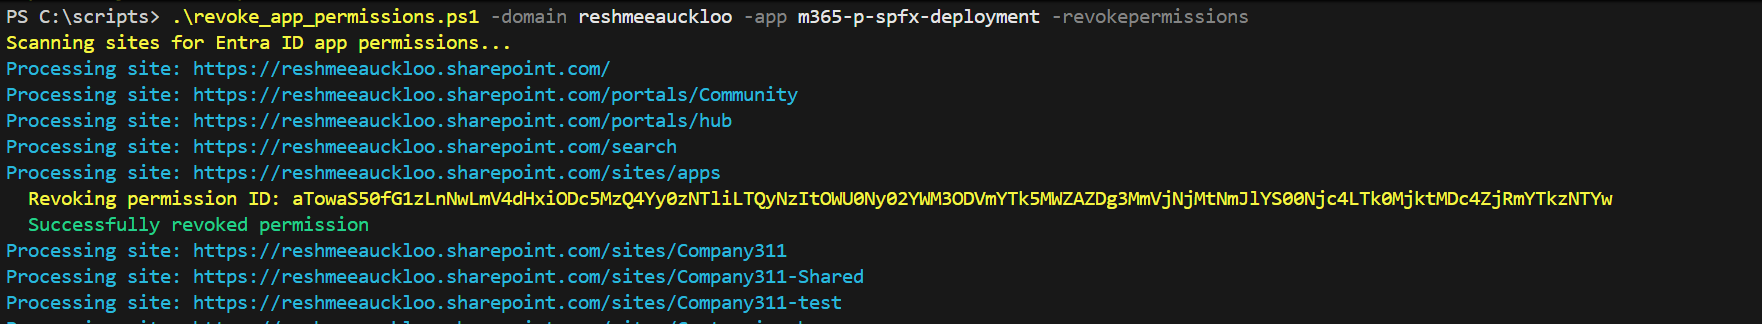 PS C:\scripts> .\revoke_app_permissions.ps1 -domain reshmeeauckloo -app m365-p-spfx-deployment -revokepermissions
Scanning sites for Entra ID app permissions...
Processing site: https://reshmeeauckloo.sharepoint.com/
Processing site: https://reshmeeauckloo.sharepoint.com/portals/Community
Processing site: https://reshmeeauckloo.sharepoint.com/portals/hub
Processing site: https://reshmeeauckloo.sharepoint.com/search
Processing site: https://reshmeeauckloo.sharepoint.com/sites/apps
Revoking permission ID: aTowaS50fG1zLnNwLmV4dHxiODc5MzQ4Yy0zNTliLTQyNzItOWU0Ny02YWM3ODVmYTk5MWZAZDg3MmVjNjMtNmJlYS00Njc4LTk0MjktMDc4ZjRmYTkzNTYw
Successfully revoked permission
Processing site: https://reshmeeauckloo.sharepoint.com/sites/Company311
Processing site: https://reshmeeauckloo.sharepoint.com/sites/Company311-Shared
Processing site: https://reshmeeauckloo.sharepoint.com/sites/Company311-test